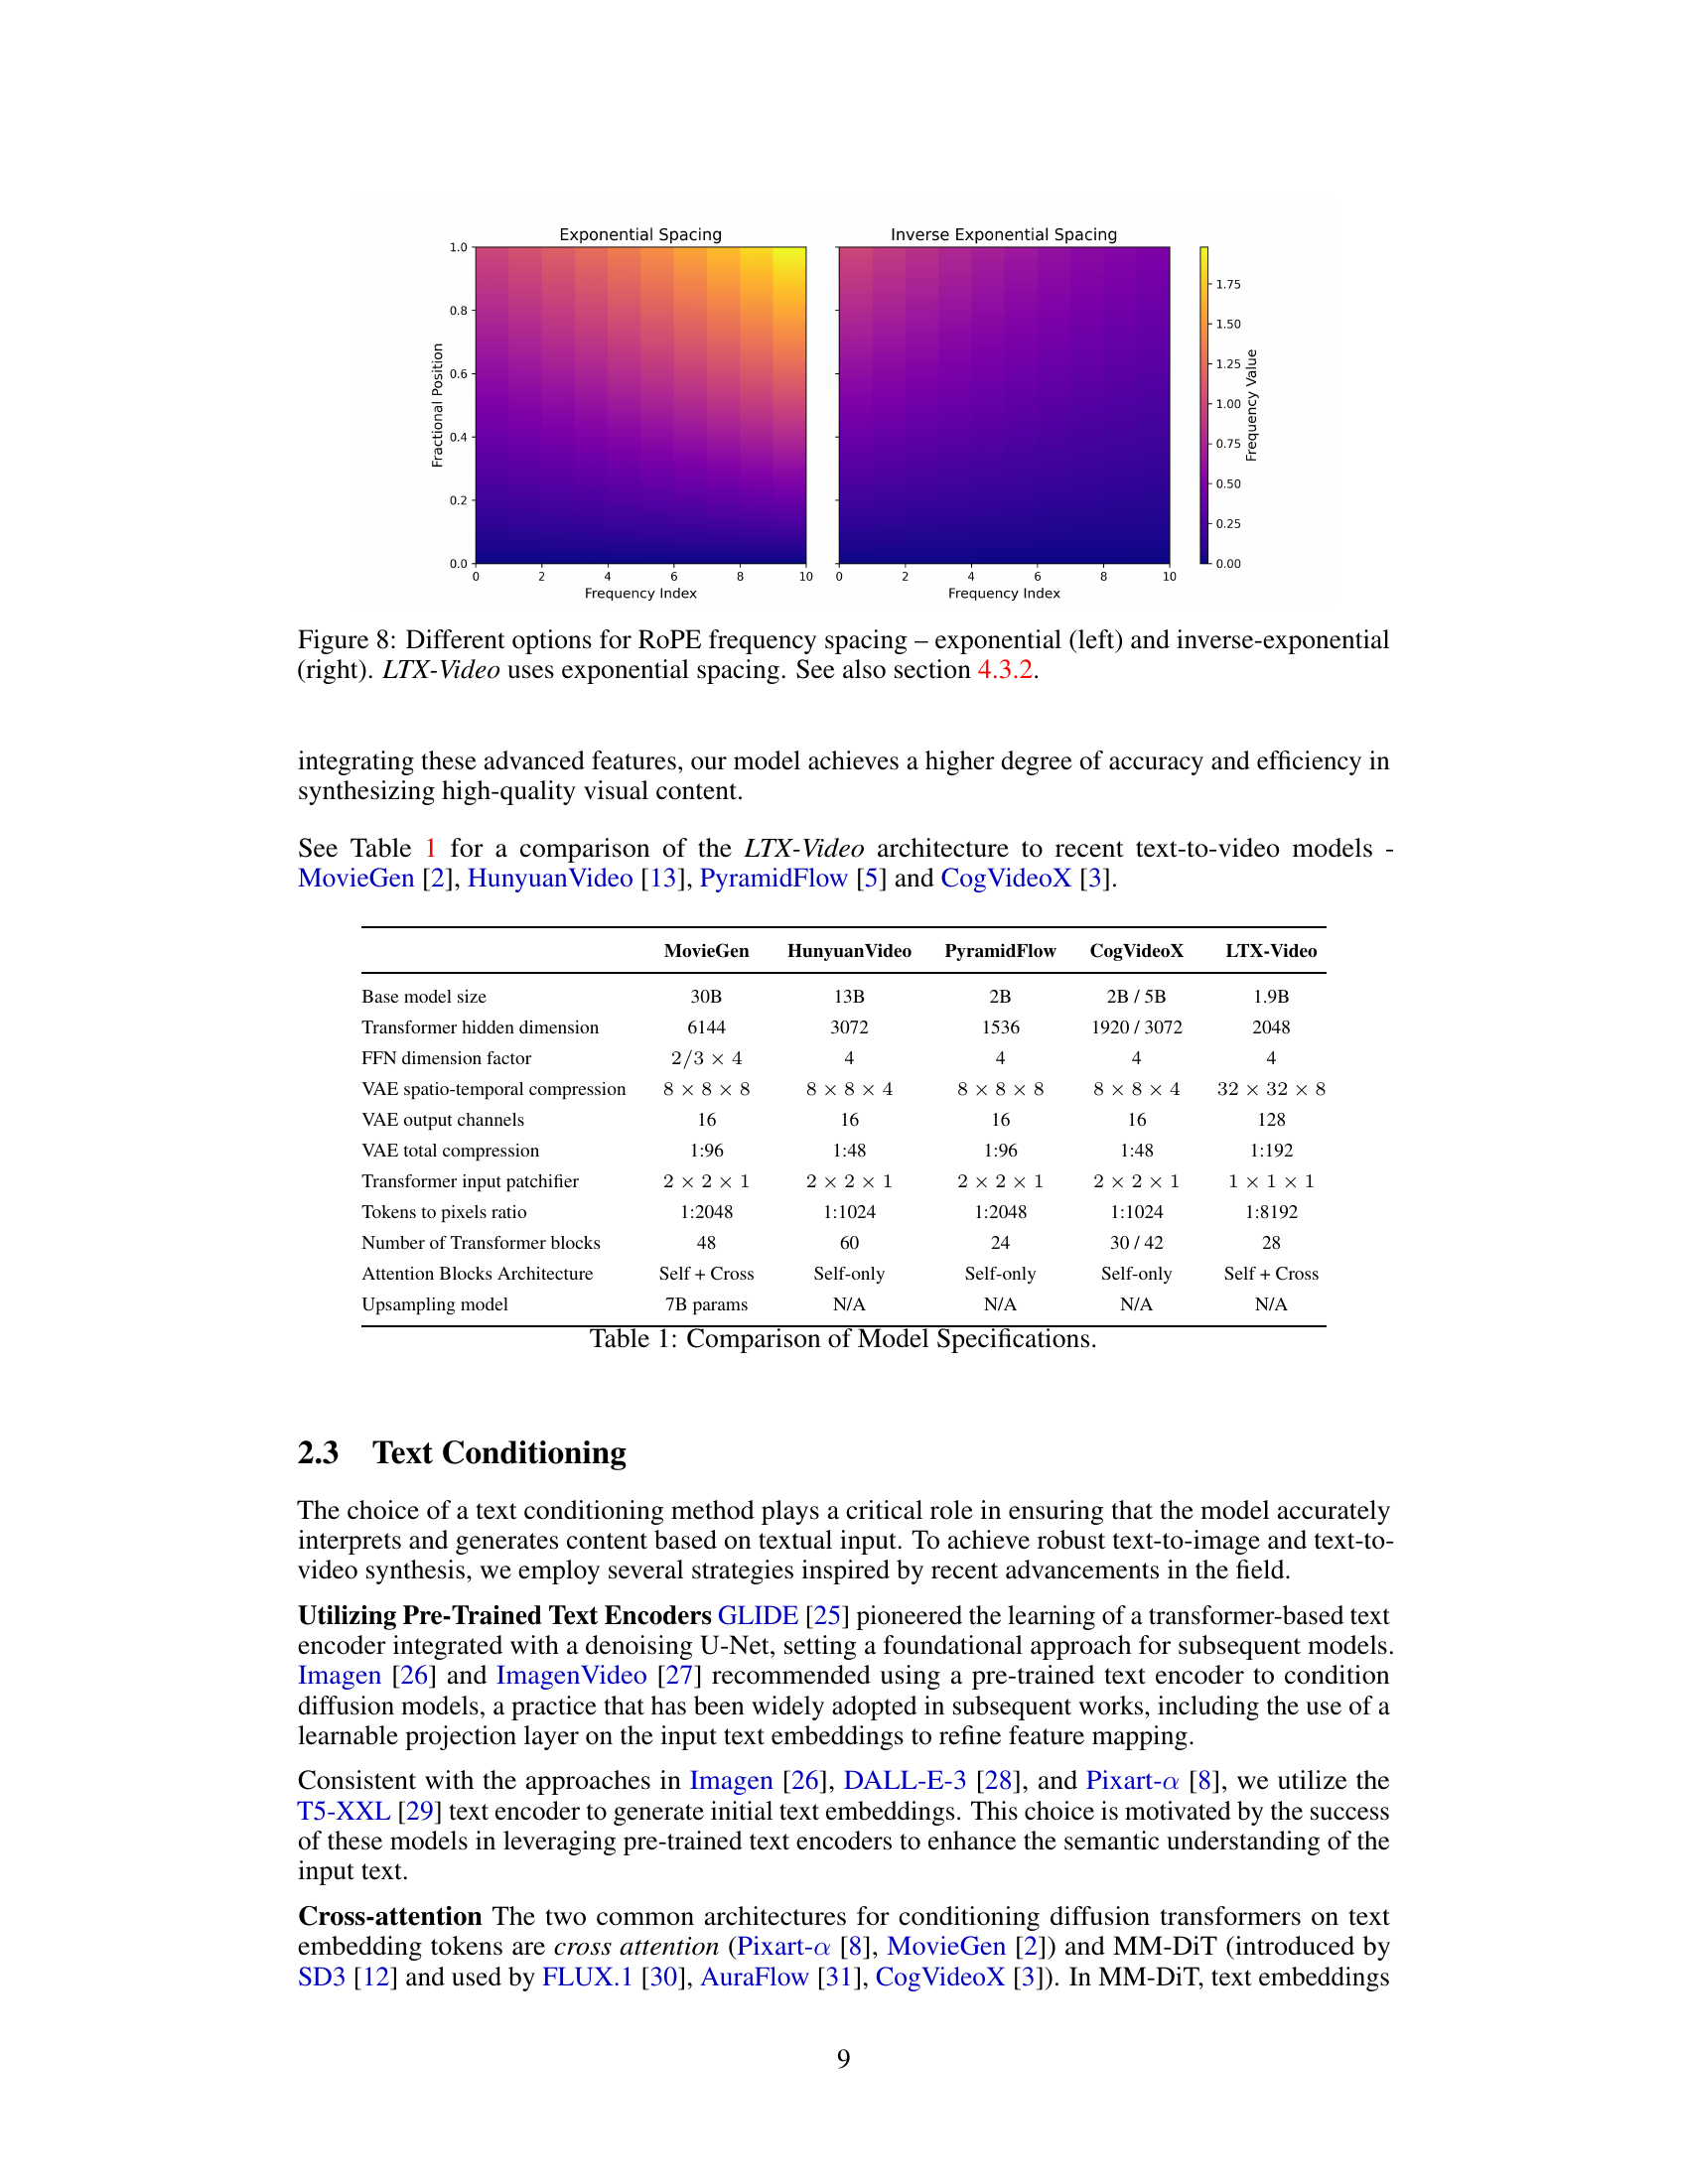 Exponential Spacing
Inverse Exponential Spacing
1.0
0.8
0.6
0.4
0.2
0.0
Fractional Position
0 2 4 6 8 10
Frequency Index
0 2 4 6 8 10
Frequency Index
1.75
1.50
1.25
1.00
0.75
0.50
0.25
0.00
Frequency Value
Figure 8: Different options for RoPE frequency spacing – exponential (left) and inverse-exponential
(right). LTX-Video uses exponential spacing. See also section 4.3.2.
integrating these advanced features, our model achieves a higher degree of accuracy and efficiency in
synthesizing high-quality visual content.
See Table 1 for a comparison of the LTX-Video architecture to recent text-to-video models -
MovieGen [2], HunyuanVideo [13], PyramidFlow [5] and CogVideoX [3].
MovieGen HunyuanVideo PyramidFlow CogVideoX LTX-Video
Base model size 30B 13B 2B 2B / 5B 1.9B
Transformer hidden dimension 6144 3072 1536 1920 / 3072 2048
FFN dimension factor 2/3 × 4 4 4 4 4
VAE spatio-temporal compression 8 × 8 × 8 8 × 8 × 4 8 × 8 × 8 8 × 8 × 4 32 × 32 × 8
VAE output channels 16 16 16 16 128
VAE total compression 1:96 1:48 1:96 1:48 1:192
Transformer input patchifier 2 × 2 × 1 2 × 2 × 1 2 × 2 × 1 2 × 2 × 1 1 × 1 × 1
Tokens to pixels ratio 1:2048 1:1024 1:2048 1:1024 1:8192
Number of Transformer blocks 48 60 24 30 / 42 28
Attention Blocks Architecture Self + Cross Self-only Self-only Self-only Self + Cross
Upsampling model 7B params N/A N/A N/A N/A
Table 1: Comparison of Model Specifications.
2.3 Text Conditioning
The choice of a text conditioning method plays a critical role in ensuring that the model accurately
interprets and generates content based on textual input. To achieve robust text-to-image and text-to-
video synthesis, we employ several strategies inspired by recent advancements in the field.
Utilizing Pre-Trained Text Encoders GLIDE [25] pioneered the learning of a transformer-based text
encoder integrated with a denoising U-Net, setting a foundational approach for subsequent models.
Imagen [26] and ImagenVideo [27] recommended using a pre-trained text encoder to condition
diffusion models, a practice that has been widely adopted in subsequent works, including the use of a
learnable projection layer on the input text embeddings to refine feature mapping.
Consistent with the approaches in Imagen [26], DALL-E-3 [28], and Pixart-α [8], we utilize the
T5-XXL [29] text encoder to generate initial text embeddings. This choice is motivated by the success
of these models in leveraging pre-trained text encoders to enhance the semantic understanding of the
input text.
Cross-attention The two common architectures for conditioning diffusion transformers on text
embedding tokens are cross attention (Pixart-α [8], MovieGen [2]) and MM-DiT (introduced by
SD3 [12] and used by FLUX.1 [30], AuraFlow [31], CogVideoX [3]). In MM-DiT, text embeddings
9